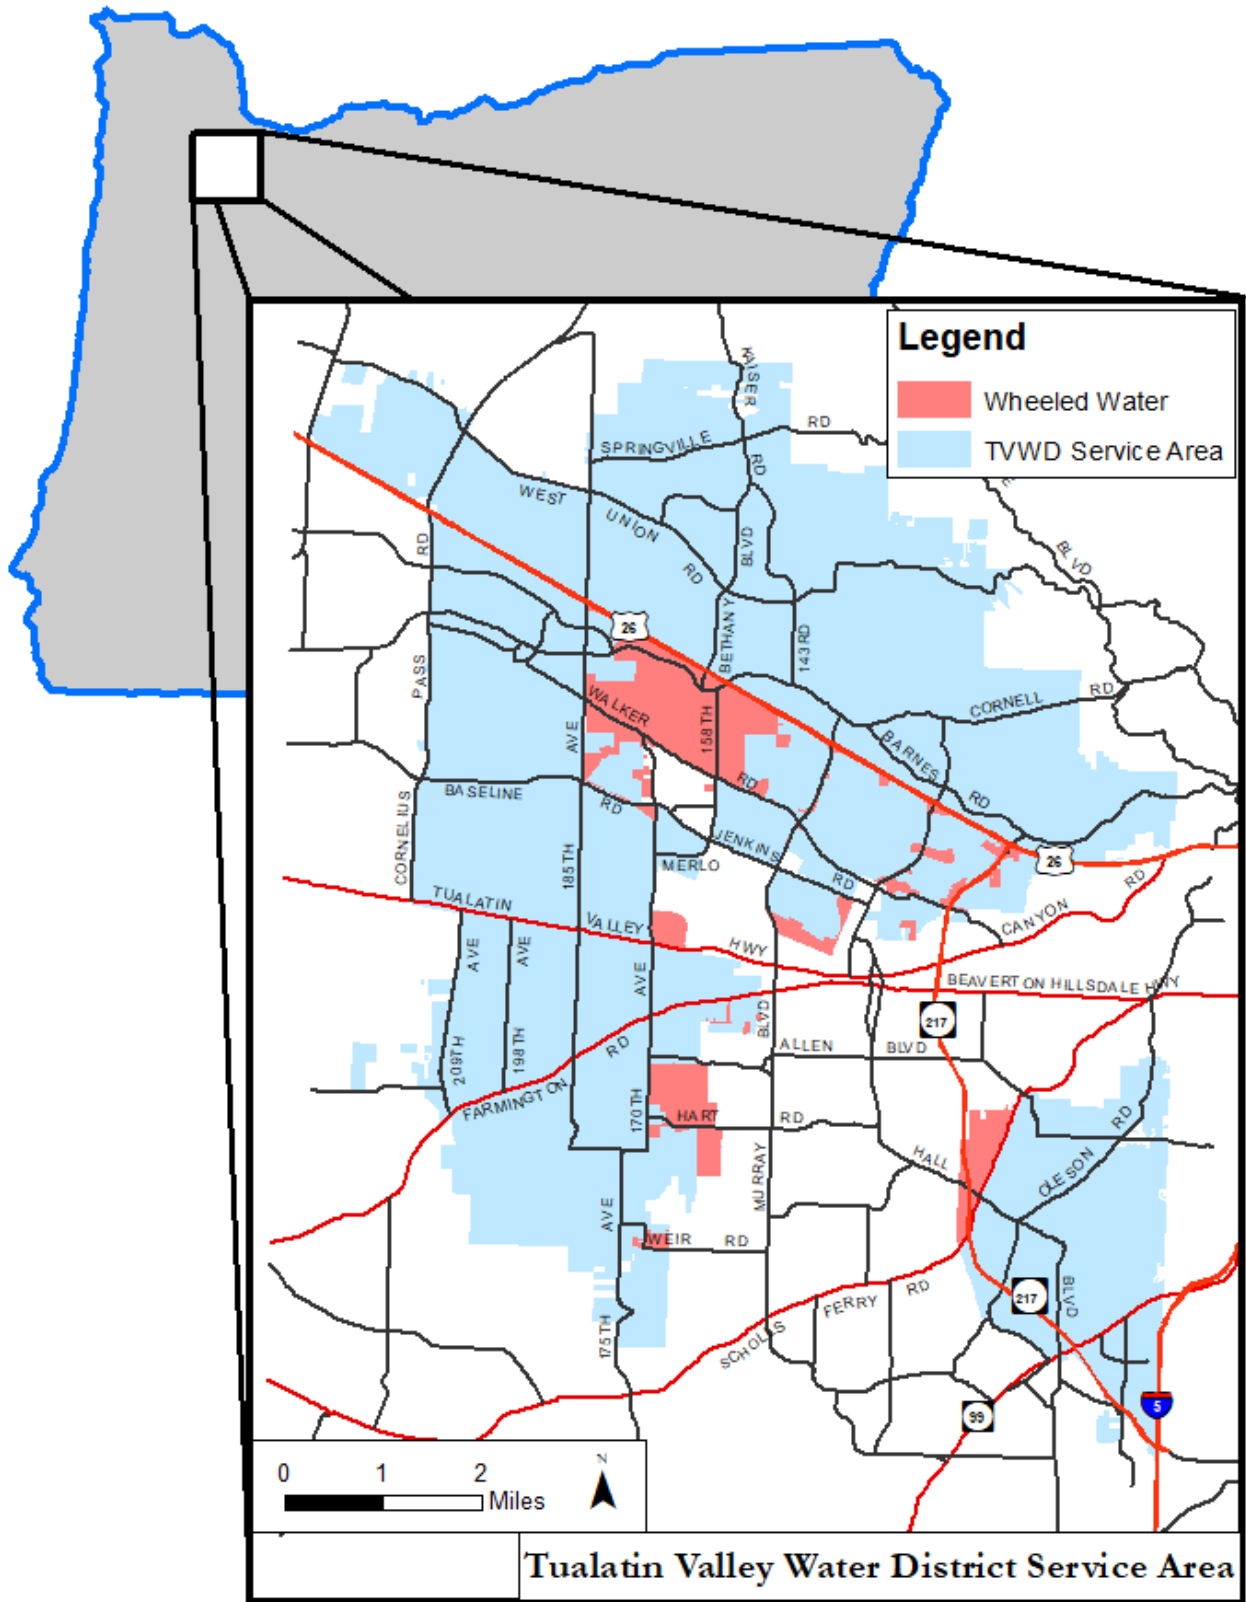 Legend
Wheeled Water
TVWD Service Area
KAISER
RD
SPRINGVILLE
RD
WEST
UNION
RD
BLVD
BLVD
RD
26
BETHANY
143RD
PASS
WALKER
CORNELL
RD
158TH
AVE
BARNES
RD
BASELINE
RD
RD
JENKINS
CORNELIUS
185TH
MERLO
RD
26
RD
TUALATIN
VALLEY
HWY
CANYON
AVE
AVE
AVE
BEAVERTON HILLSDALE HWY
217
BLVD
RD
ALLEN
BLVD
209TH
198TH
FARMINGTON
170TH
HART
RD
RD
HALL
OLESON
MURRAY
AVE
WEIR
RD
217
BLVD
FERRY
RD
SCHOLLS
175TH
5
99
0 1 2
Miles
N
Tualatin Valley Water District Service Area